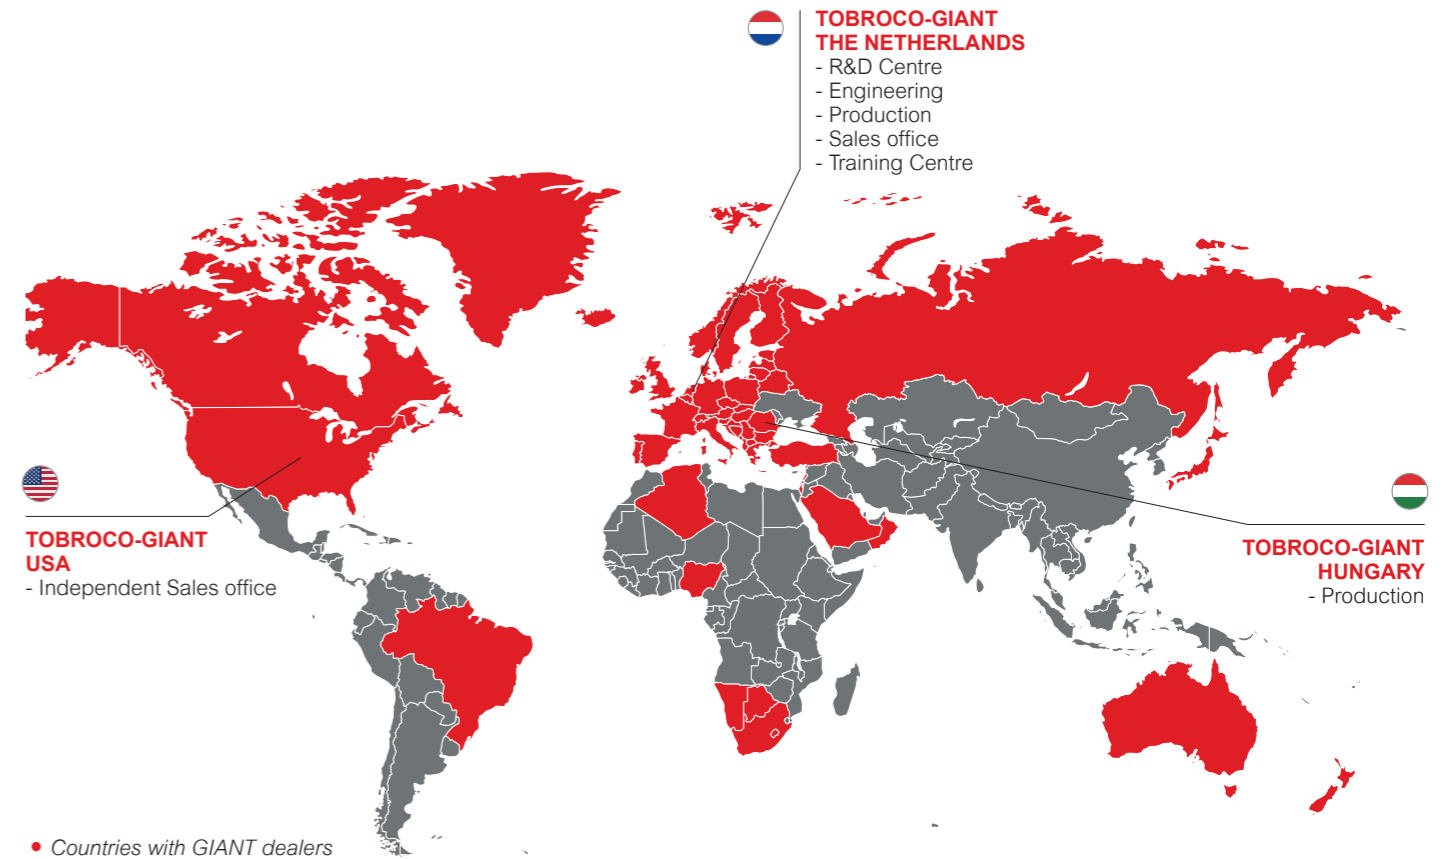 TOBROCO-GIANT
THE NETHERLANDS
- R&D Centre
- Engineering
- Production
- Sales office
- Training Centre
TOBROCO-GIANT
USA
- Independent Sales office
TOBROCO-GIANT
HUNGARY
- Production
• Countries with GIANT dealers